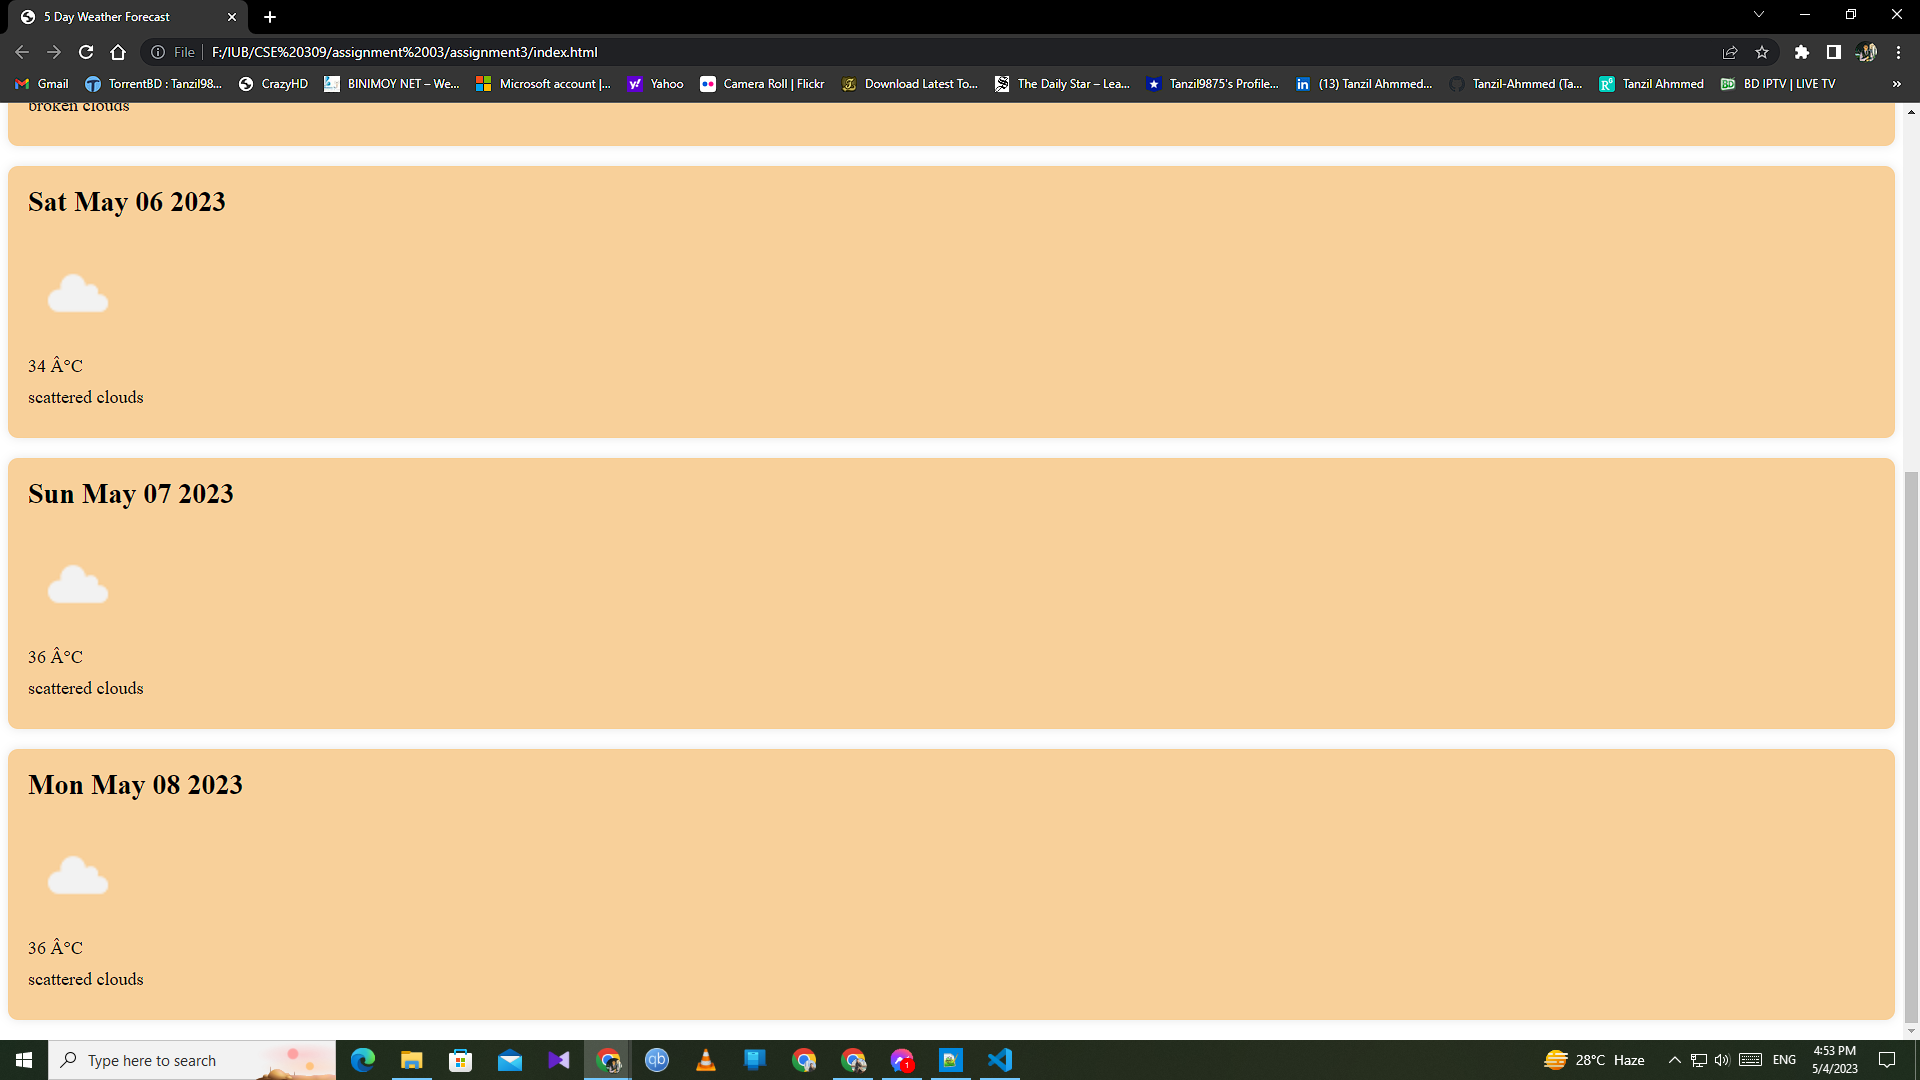 5 Day Weather Forecast
File F:/IUB/CSE%20309/assignment%2003/assignment3/index.html
Gmail TorrentBD : Tanzil98... CrazyHD BINIMOY NET – We... Microsoft account |... Yahoo Camera Roll | Flickr Download Latest To... The Daily Star – Lea... Tanzil9875's Profile... (13) Tanzil Ahmmed... Tanzil-Ahmmed (Ta... Tanzil Ahmmed BD IPTV | LIVE TV »
broken clouds
Sat May 06 2023
34 Â°C
scattered clouds
Sun May 07 2023
36 Â°C
scattered clouds
Mon May 08 2023
36 Â°C
scattered clouds
Type here to search 28°C Haze ENG 4:53 PM
5/4/2023